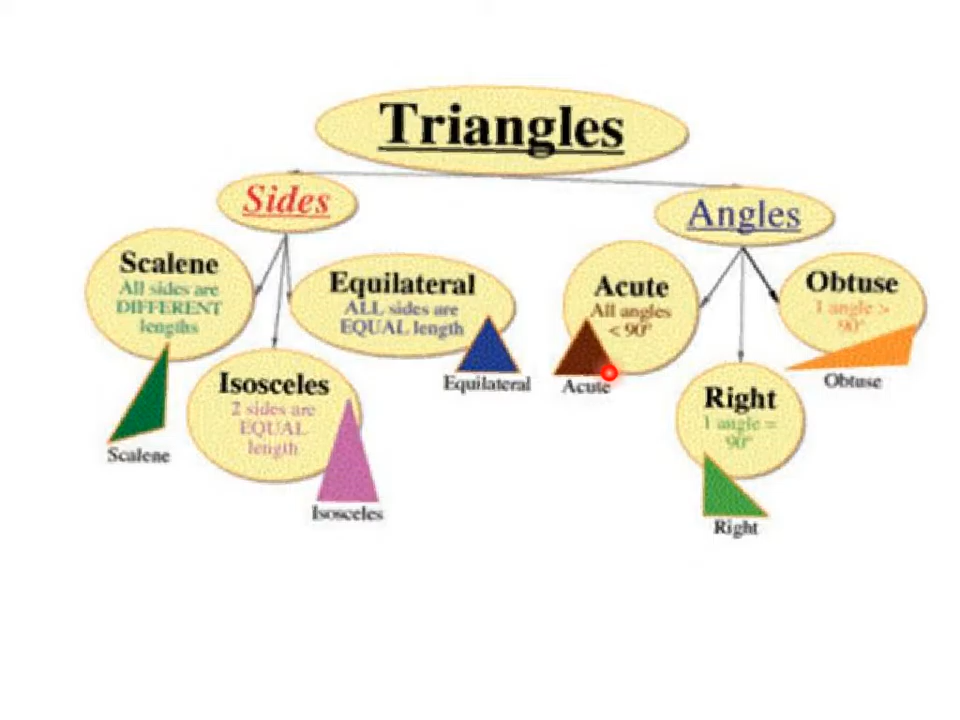 Triangles
Sides
Angles
Scalene
All sides are
DIFFERENT
lengths
Scalene
Equilateral
ALL sides are
EQUAL length
Equilateral
Isosceles
2 sides are
EQUAL
length
Isosceles
Acute
All angles
< 90°
Acute
Right
1 angle =
90°
Right
Obtuse
1 angle >
90°
Obtuse